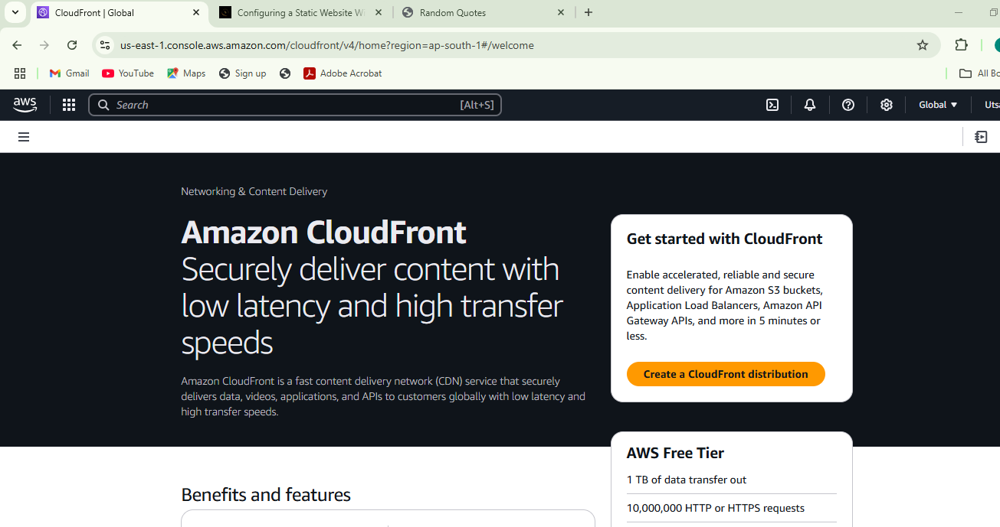 CloudFront | Global
Configuring a Static Website Wi
Random Quotes
us-east-1.console.aws.amazon.com/cloudfront/v4/home?region=ap-south-1#/welcome
Gmail
YouTube
Maps
Sign up
Adobe Acrobat
All Bo
aws
Search
[Alt+S]
Global
Utsa
Networking & Content Delivery
Amazon CloudFront
Securely deliver content with
low latency and high transfer
speeds
Amazon CloudFront is a fast content delivery network (CDN) service that securely
delivers data, videos, applications, and APIs to customers globally with low latency and
high transfer speeds.
Get started with CloudFront
Enable accelerated, reliable and secure
content delivery for Amazon S3 buckets,
Application Load Balancers, Amazon API
Gateway APIs, and more in 5 minutes or
less.
Create a CloudFront distribution
AWS Free Tier
1 TB of data transfer out
10,000,000 HTTP or HTTPS requests
Benefits and features